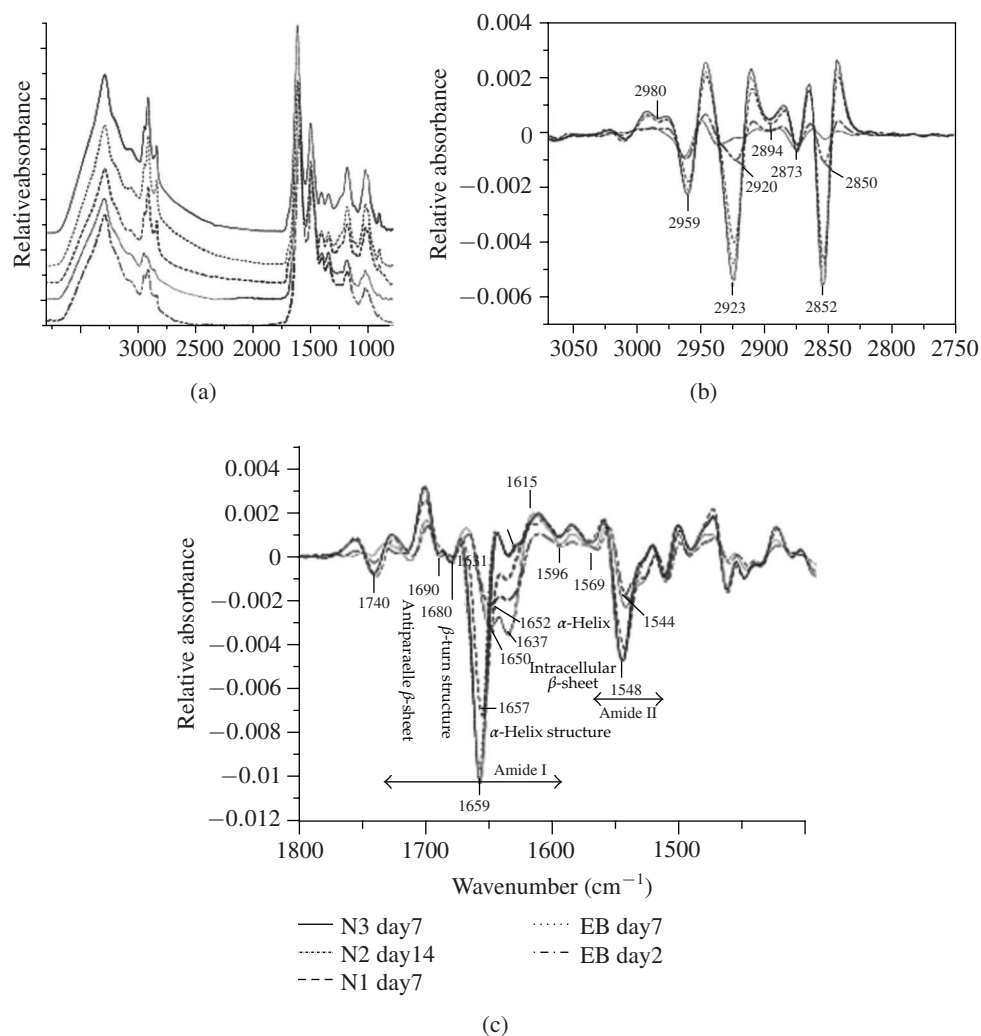 Relativeabsorbance
3000 2500 2000 1500 1000
(a)
Relative absorbance
0.004
0.002
0
−0.002
−0.004
−0.006
2980
2959
2923
2920
2894
2873
2852
2850
3050 3000 2950 2900 2850 2800 2750
(b)
Relative absorbance
0.004
0.002
0
−0.002
−0.004
−0.006
−0.008
−0.01
−0.012
1740
1690
1680
1631
1615
1596
1569
1652
1650
1637
1657
1659
1544
1548
Antiparaelle β-sheet
β-turn structure
α-Helix
Intracellular
β-sheet
α-Helix structure
Amide I
Amide II
1800 1700 1600 1500
Wavenumber (cm⁻¹)
N3 day7
N2 day14
N1 day7
EB day7
EB day2
(c)